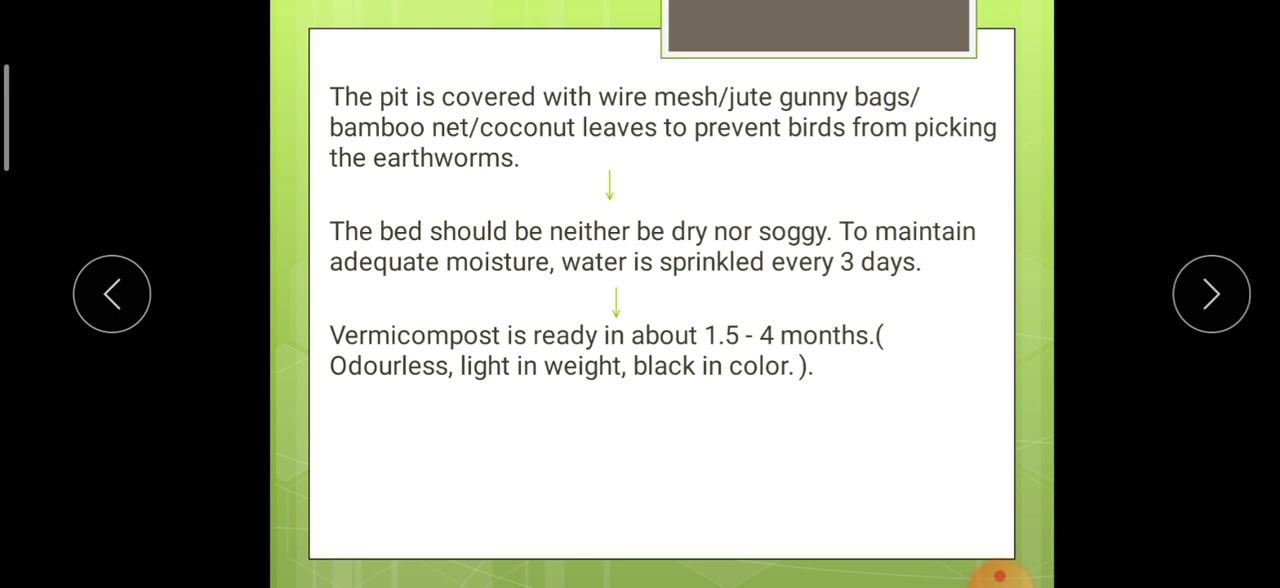 The pit is covered with wire mesh/jute gunny bags/
bamboo net/coconut leaves to prevent birds from picking
the earthworms.
The bed should be neither be dry nor soggy. To maintain
adequate moisture, water is sprinkled every 3 days.
Vermicompost is ready in about 1.5 - 4 months.(
Odourless, light in weight, black in color. ).